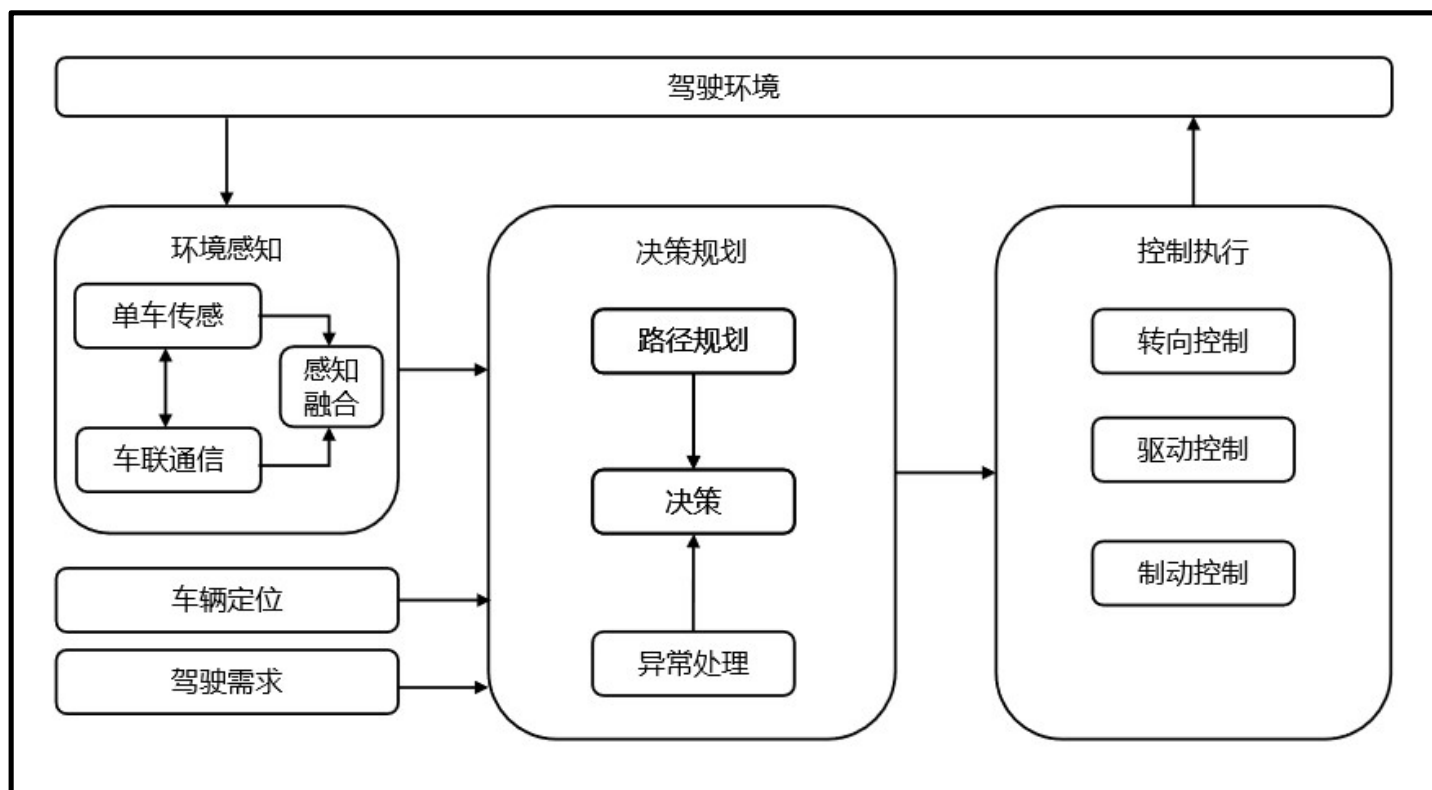 驾驶环境
环境感知
单车传感
感知
融合
车联通信
车辆定位
驾驶需求
决策规划
路径规划
决策
异常处理
控制执行
转向控制
驱动控制
制动控制